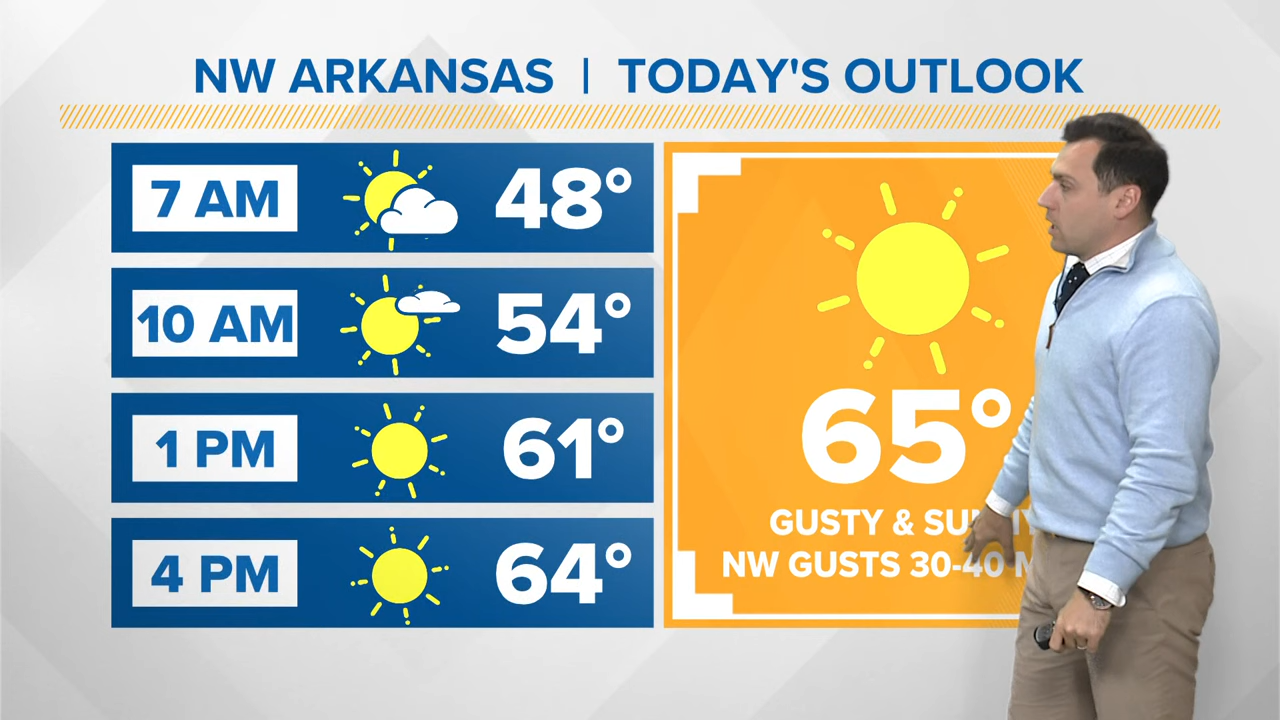 NW ARKANSAS | TODAY'S OUTLOOK
7 AM 48°
10 AM 54°
1 PM 61°
4 PM 64°
65°
GUSTY &
NW GUSTS 30-40